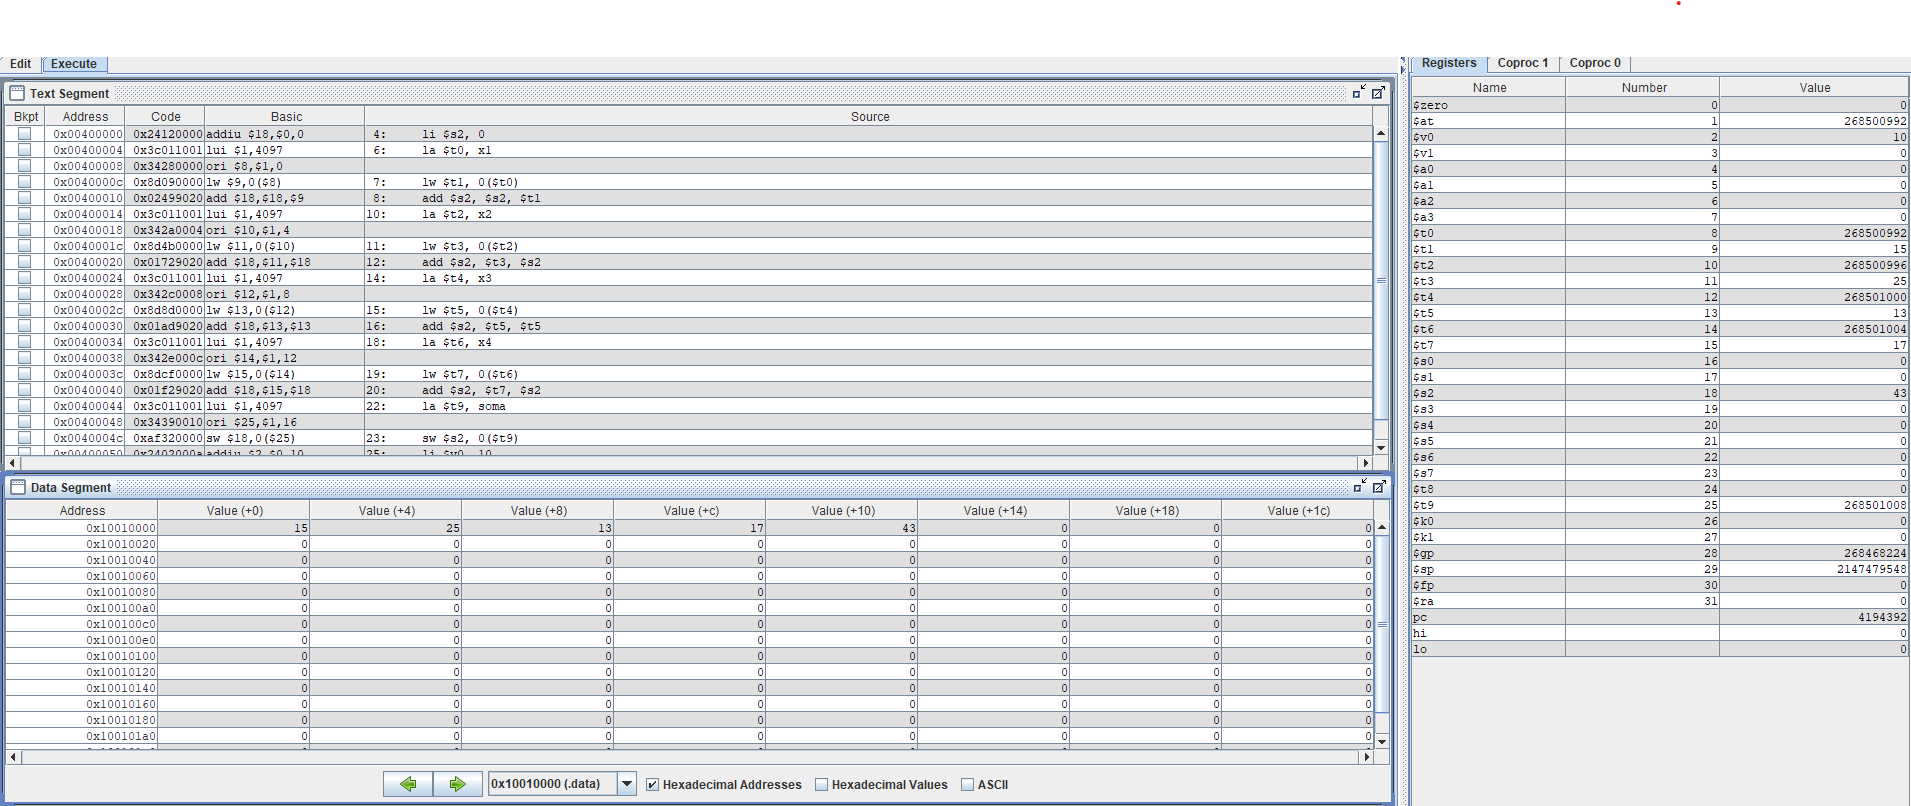 Edit Execute
Text Segment
Bkpt Address Code Basic Source
0x00400000 0x24120000 addiu $18,$0,0 4: li $s2, 0
0x00400004 0x3c011001 lui $1,4097 6: la $t0, x1
0x00400008 0x34280000 ori $8,$1,0
0x0040000c 0x8d090000 lw $9,0($8) 7: lw $t1, 0($t0)
0x00400010 0x02499020 add $18,$18,$9 8: add $s2, $s2, $t1
0x00400014 0x3c011001 lui $1,4097 10: la $t2, x2
0x00400018 0x342a0004 ori $10,$1,4
0x0040001c 0x8d4b0000 lw $11,0($10) 11: lw $t3, 0($t2)
0x00400020 0x01729020 add $18,$11,$18 12: add $s2, $t3, $s2
0x00400024 0x3c011001 lui $1,4097 14: la $t4, x3
0x00400028 0x342c0008 ori $12,$1,8
0x0040002c 0x8d8d0000 lw $13,0($12) 15: lw $t5, 0($t4)
0x00400030 0x01ad9020 add $18,$13,$13 16: add $s2, $t5, $t5
0x00400034 0x3c011001 lui $1,4097 18: la $t6, x4
0x00400038 0x342e000c ori $14,$1,12
0x0040003c 0x8dcf0000 lw $15,0($14) 19: lw $t7, 0($t6)
0x00400040 0x01f29020 add $18,$15,$18 20: add $s2, $t7, $s2
0x00400044 0x3c011001 lui $1,4097 22: la $t9, soma
0x00400048 0x34390010 ori $25,$1,16
0x0040004c 0xaf320000 sw $18,0($25) 23: sw $s2, 0($t9)
0x00400050 0x2402000a addiu $2,$0,10 25: li $v0, 10
Data Segment
Address Value (+0) Value (+4) Value (+8) Value (+c) Value (+10) Value (+14) Value (+18) Value (+1c)
0x10010000 15 25 13 17 43 0 0 0
0x10010020 0 0 0 0 0 0 0 0
0x10010040 0 0 0 0 0 0 0 0
0x10010060 0 0 0 0 0 0 0 0
0x10010080 0 0 0 0 0 0 0 0
0x100100a0 0 0 0 0 0 0 0 0
0x100100c0 0 0 0 0 0 0 0 0
0x100100e0 0 0 0 0 0 0 0 0
0x10010100 0 0 0 0 0 0 0 0
0x10010120 0 0 0 0 0 0 0 0
0x10010140 0 0 0 0 0 0 0 0
0x10010160 0 0 0 0 0 0 0 0
0x10010180 0 0 0 0 0 0 0 0
0x100101a0 0 0 0 0 0 0 0 0
0x10010000 (.data) Hexadecimal Addresses Hexadecimal Values ASCII
Registers Coproc 1 Coproc 0
Name Number Value
$zero 0 0
$at 1 268500992
$v0 2 10
$v1 3 0
$a0 4 0
$a1 5 0
$a2 6 0
$a3 7 0
$t0 8 268500992
$t1 9 15
$t2 10 268500996
$t3 11 25
$t4 12 268501000
$t5 13 13
$t6 14 268501004
$t7 15 17
$s0 16 0
$s1 17 0
$s2 18 43
$s3 19 0
$s4 20 0
$s5 21 0
$s6 22 0
$s7 23 0
$t8 24 0
$t9 25 268501008
$k0 26 0
$k1 27 0
$gp 28 268468224
$sp 29 2147479548
$fp 30 0
$ra 31 0
pc 4194392
hi 0
lo 0